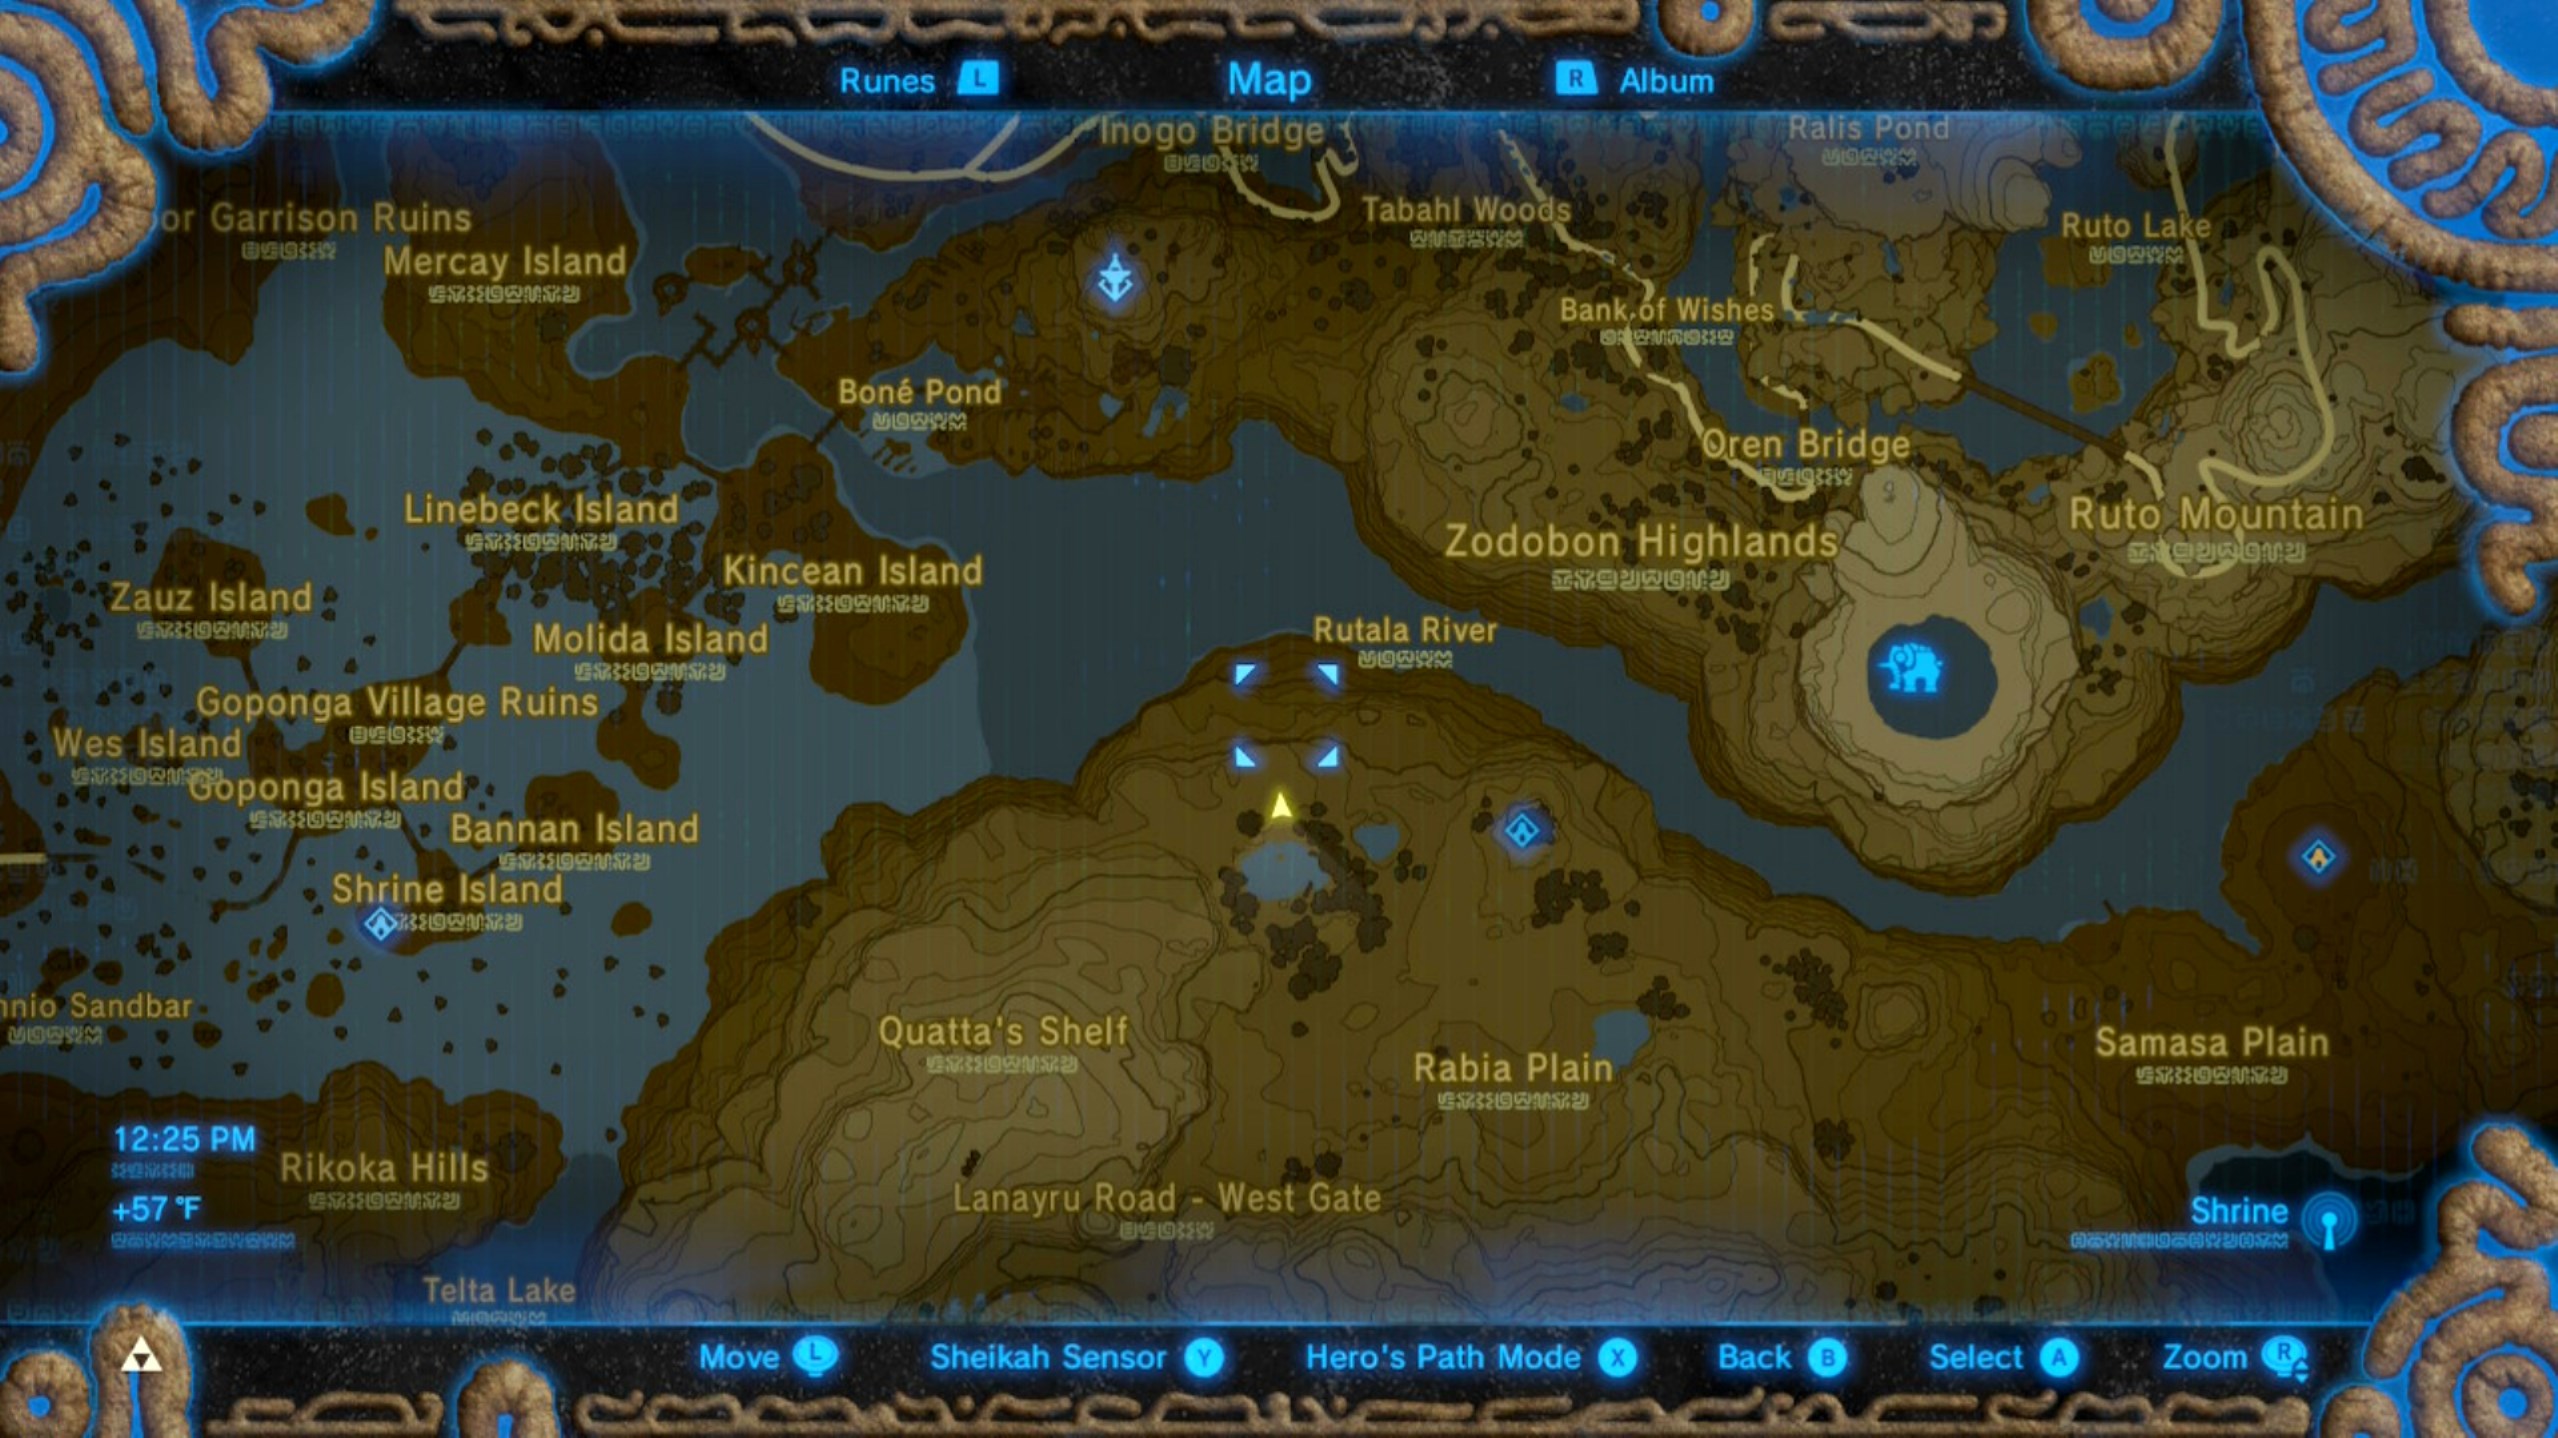 Runes L
Map
R Album
Inogo Bridge
Ralis Pond
or Garrison Ruins
Tabahl Woods
Ruto Lake
Mercay Island
Bank of Wishes
Boné Pond
Oren Bridge
Linebeck Island
Ruto Mountain
Zodobon Highlands
Kincean Island
Zauz Island
Rutala River
Molida Island
Goponga Village Ruins
Wes Island
Goponga Island
Bannan Island
Shrine Island
nnio Sandbar
Quatta's Shelf
Samasa Plain
Rabia Plain
12:25 PM
Rikoka Hills
Lanayru Road - West Gate
+57 °F
Shrine
Telta Lake
Move L
Sheikah Sensor Y
Hero's Path Mode X
Back B
Select A
Zoom R